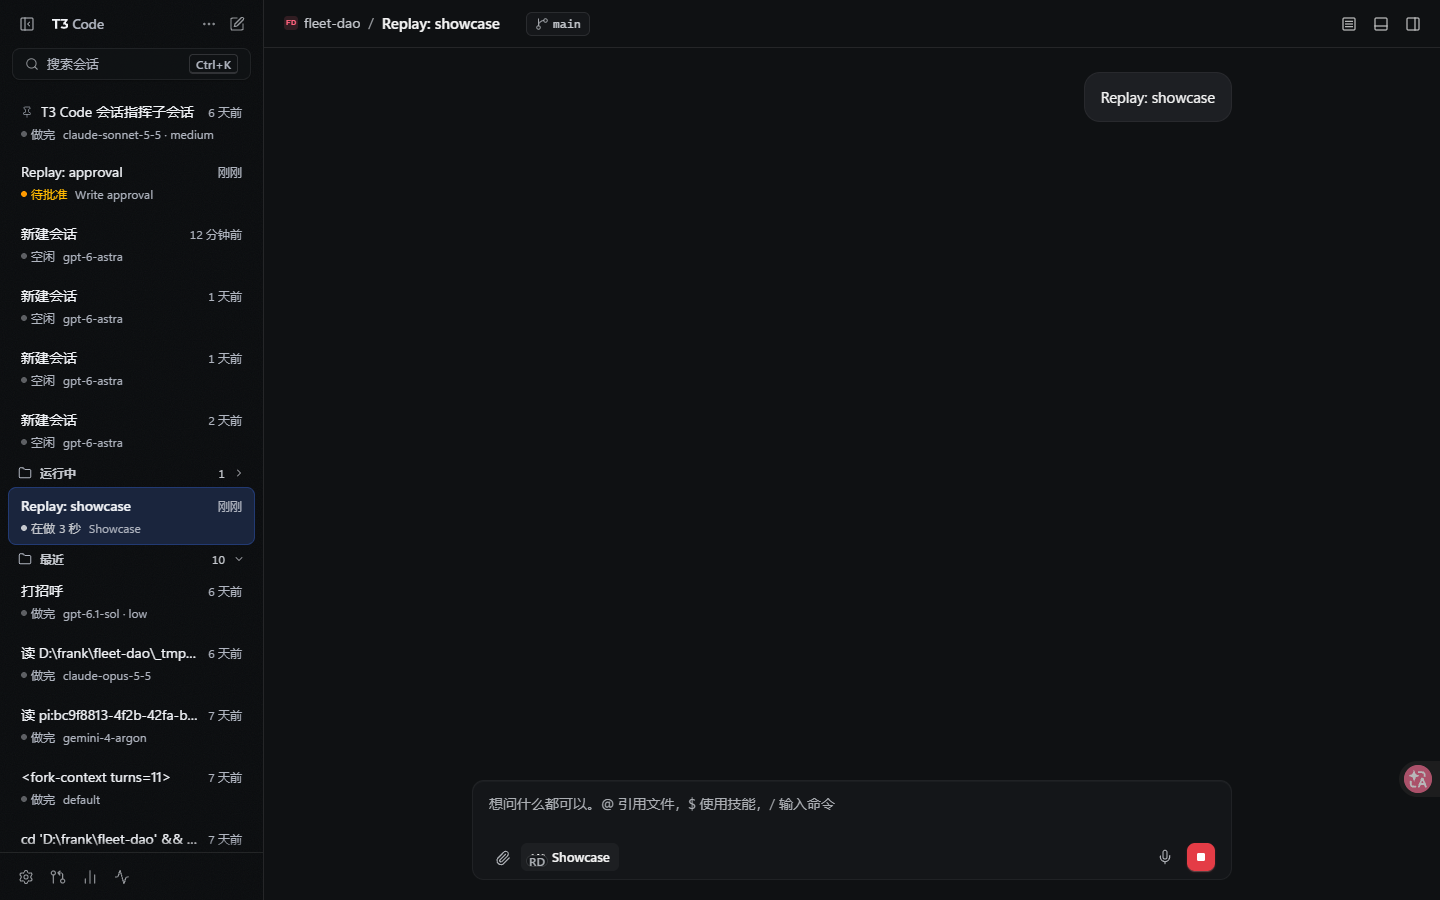 T3 Code
搜索会话
Ctrl+K
T3 Code 会话指挥子会话 6 天前
做完 claude-sonnet-5-5 · medium
Replay: approval 刚刚
待批准 Write approval
新建会话 12 分钟前
空闲 gpt-6-astra
新建会话 1 天前
空闲 gpt-6-astra
新建会话 1 天前
空闲 gpt-6-astra
新建会话 2 天前
空闲 gpt-6-astra
运行中 1
Replay: showcase 刚刚
在做 3 秒 Showcase
最近 10
打招呼 6 天前
做完 gpt-6.1-sol · low
读 D:\frank\fleet-dao\_tmp... 6 天前
做完 claude-opus-5-5
读 pi:bc9f8813-4f2b-42fa-b... 7 天前
做完 gemini-4-argon
<fork-context turns=11> 7 天前
做完 default
cd 'D:\frank\fleet-dao' && ... 7 天前
FD fleet-dao / Replay: showcase main
Replay: showcase
想问什么都可以。@ 引用文件，$ 使用技能，/ 输入命令
RD Showcase